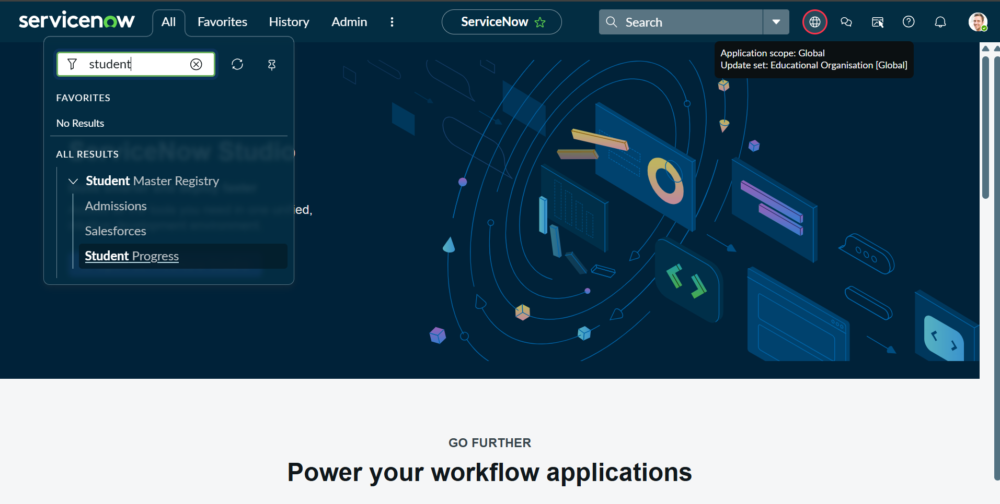 servicenow
All
Favorites
History
Admin
ServiceNow
Search
Application scope: Global
Update set: Educational Organisation [Global]
student
FAVORITES
No Results
ServiceNow Studio
ALL RESULTS
Student Master Registry
Admissions
ied,
Salesforces
Student Progress
GO FURTHER
Power your workflow applications